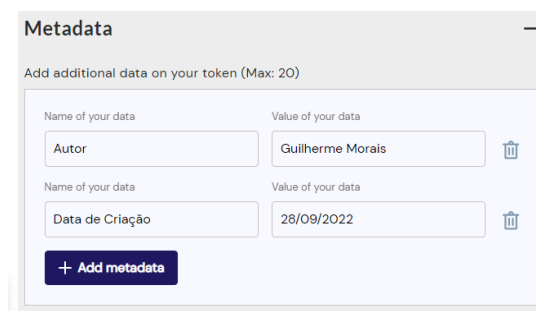 Metadata
Add additional data on your token (Max: 20)
Name of your data Value of your data
Autor Guilherme Morais
Name of your data Value of your data
Data de Criação 28/09/2022
+ Add metadata